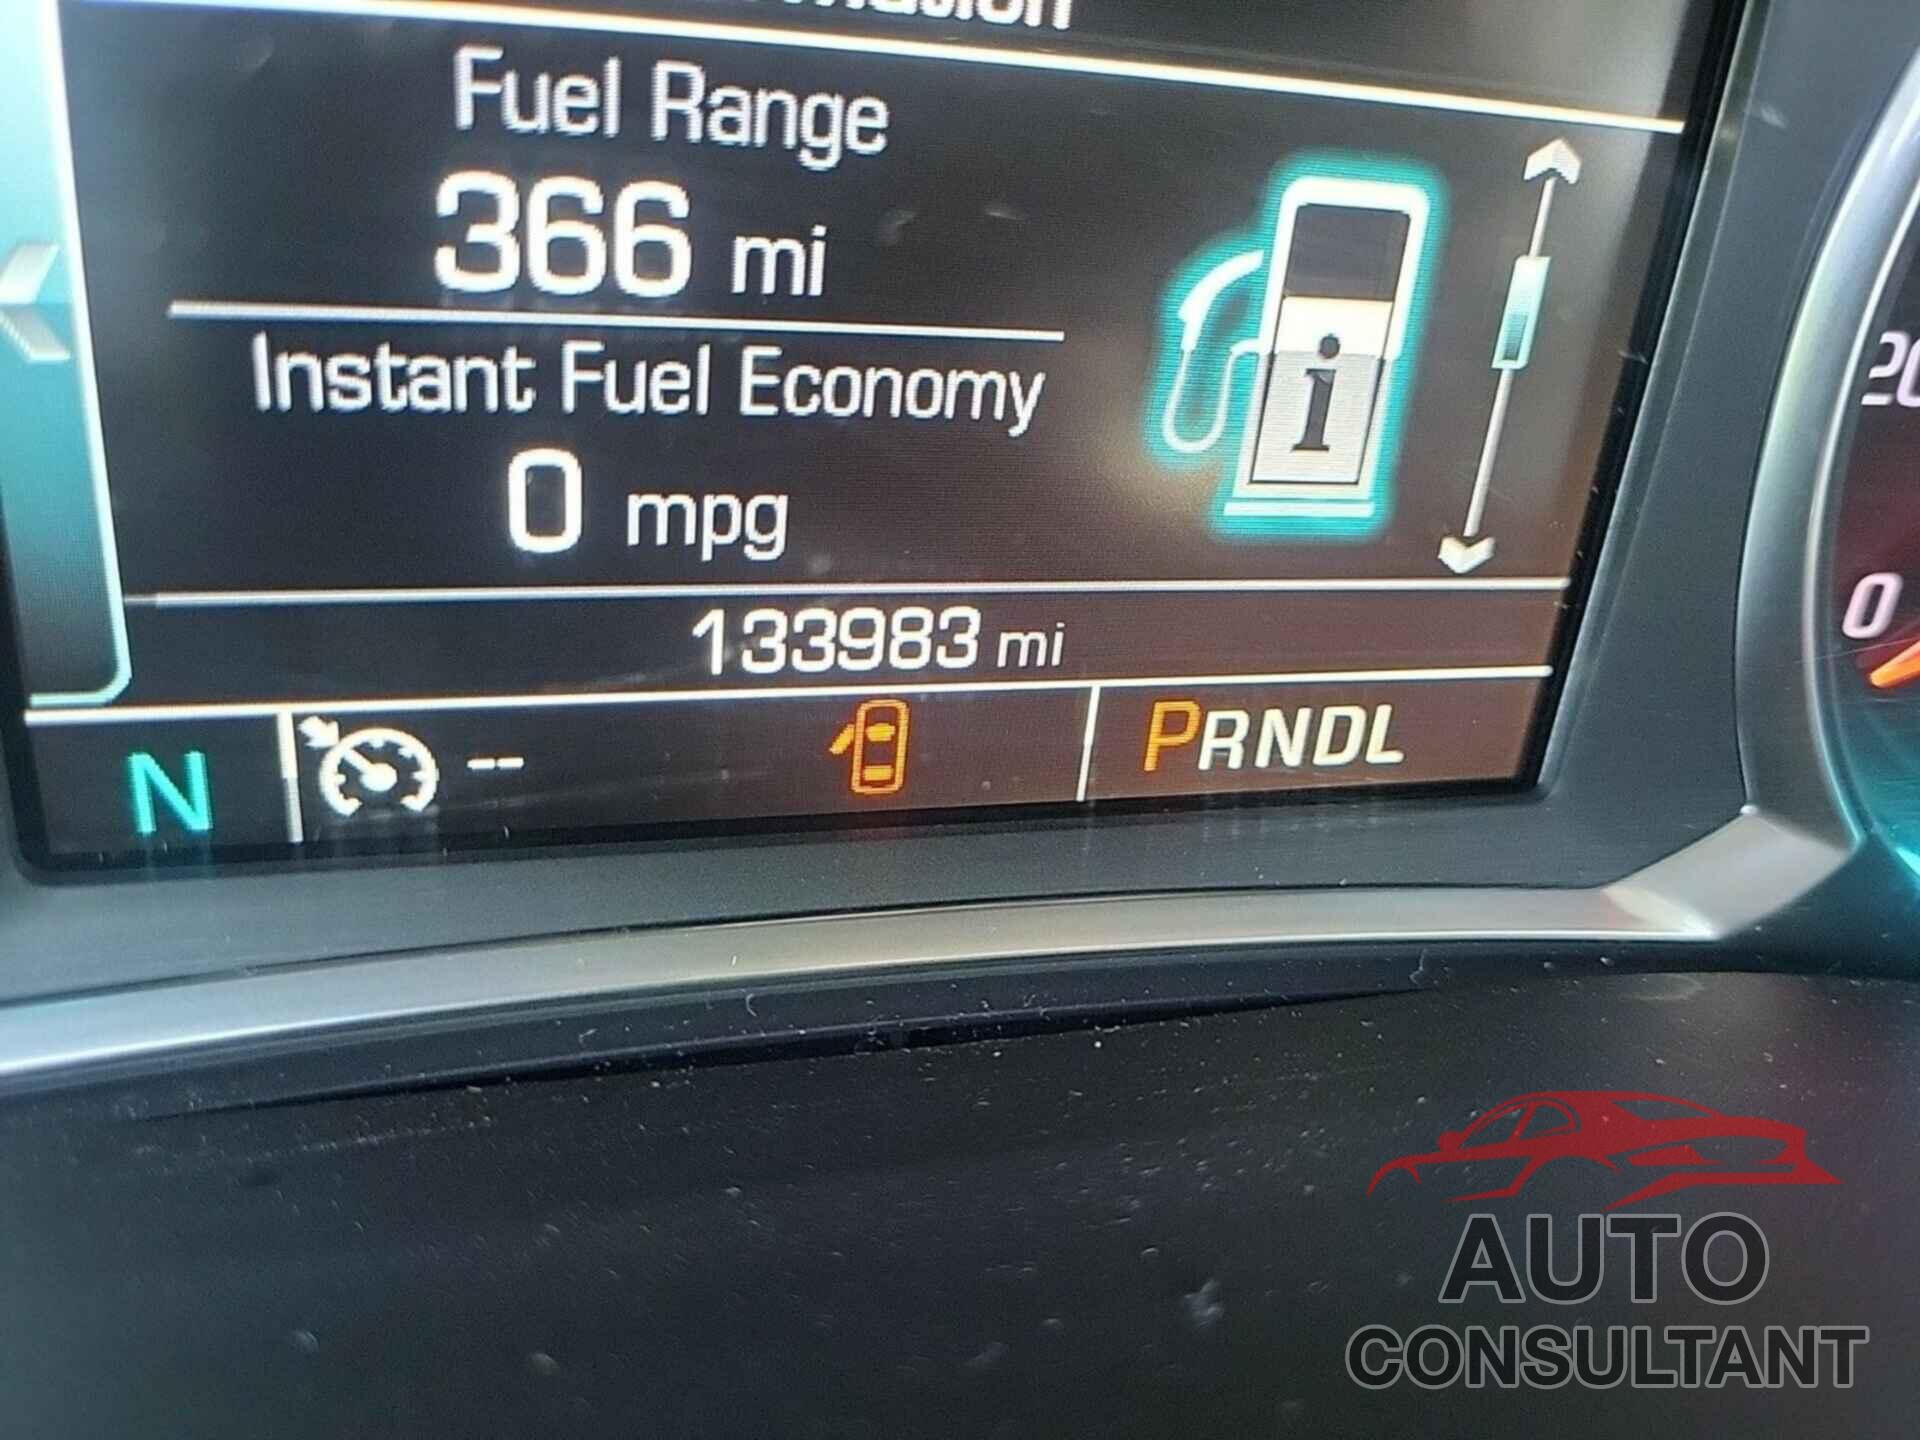 Fuel Range
366 mi
Instant Fuel Economy
0 mpg
i
133983 mi
N -- PRNDL
20
0
AUTO
CONSULTANT